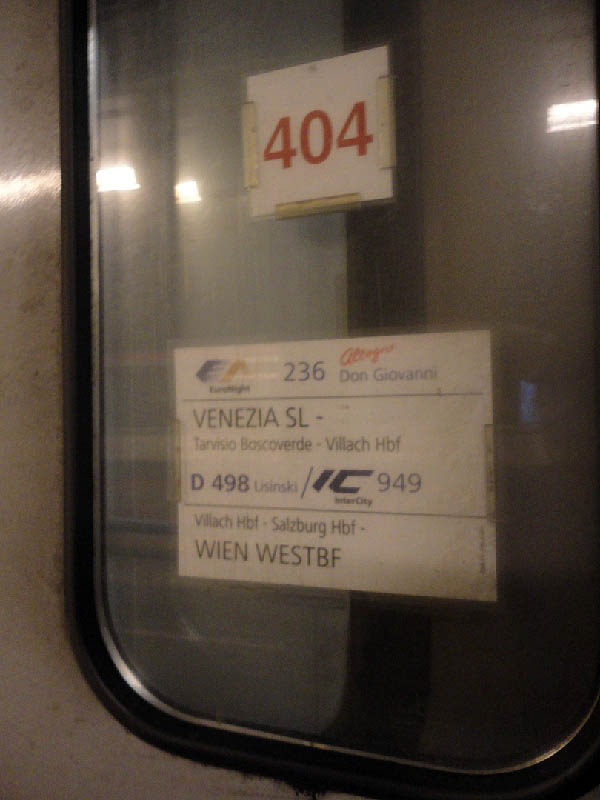 404
EN 236 Allegro
EuroNight Don Giovanni
VENEZIA SL -
Tarvisio Boscoverde - Villach Hbf
D 498 Lisinski / IC 949
InterCity
Villach Hbf - Salzburg Hbf -
WIEN WESTBF